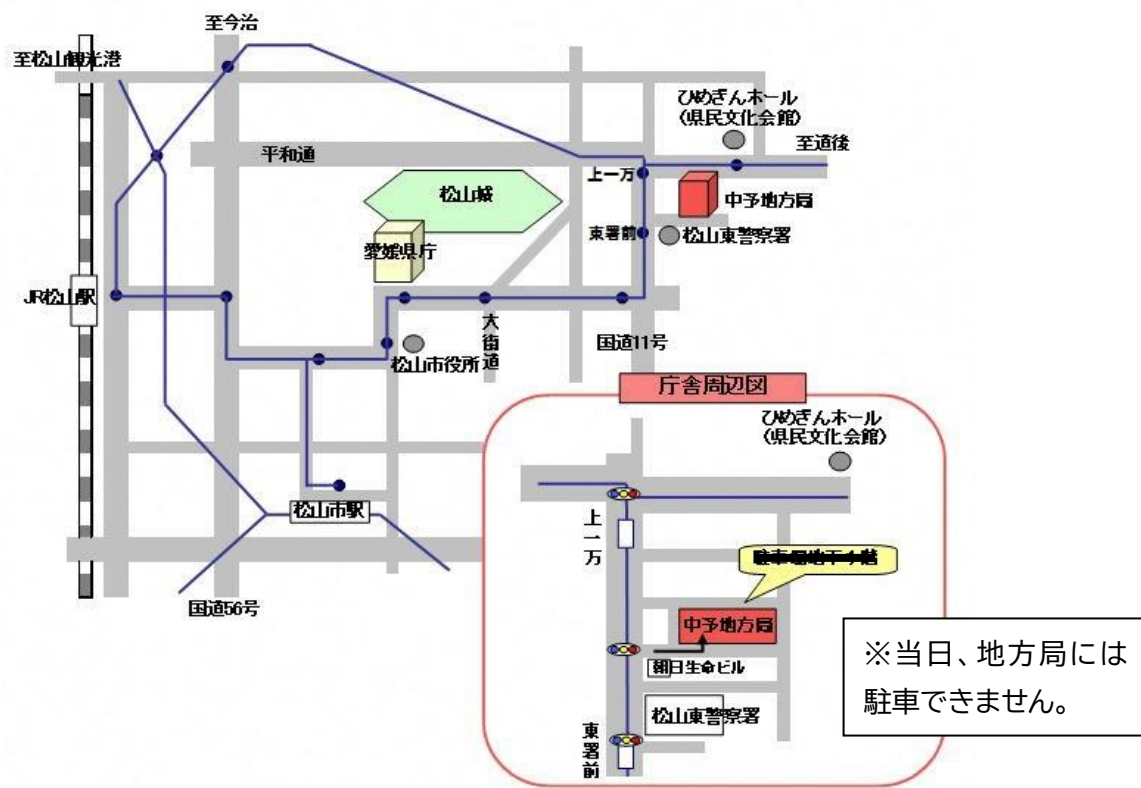 至今治
至松山観光港
ひめぎんホール
(県民文化会館)
至道後
平和通
上一万
松山城
中予地方局
東署前
松山東警察署
愛媛県庁
JR松山駅
大街道
国道11号
松山市役所
庁舎周辺図
ひめぎんホール
(県民文化会館)
松山市駅
上一万
駐車場地下1階
国道56号
中予地方局
朝日生命ビル
松山東警察署
東署前
※当日、地方局には
駐車できません。